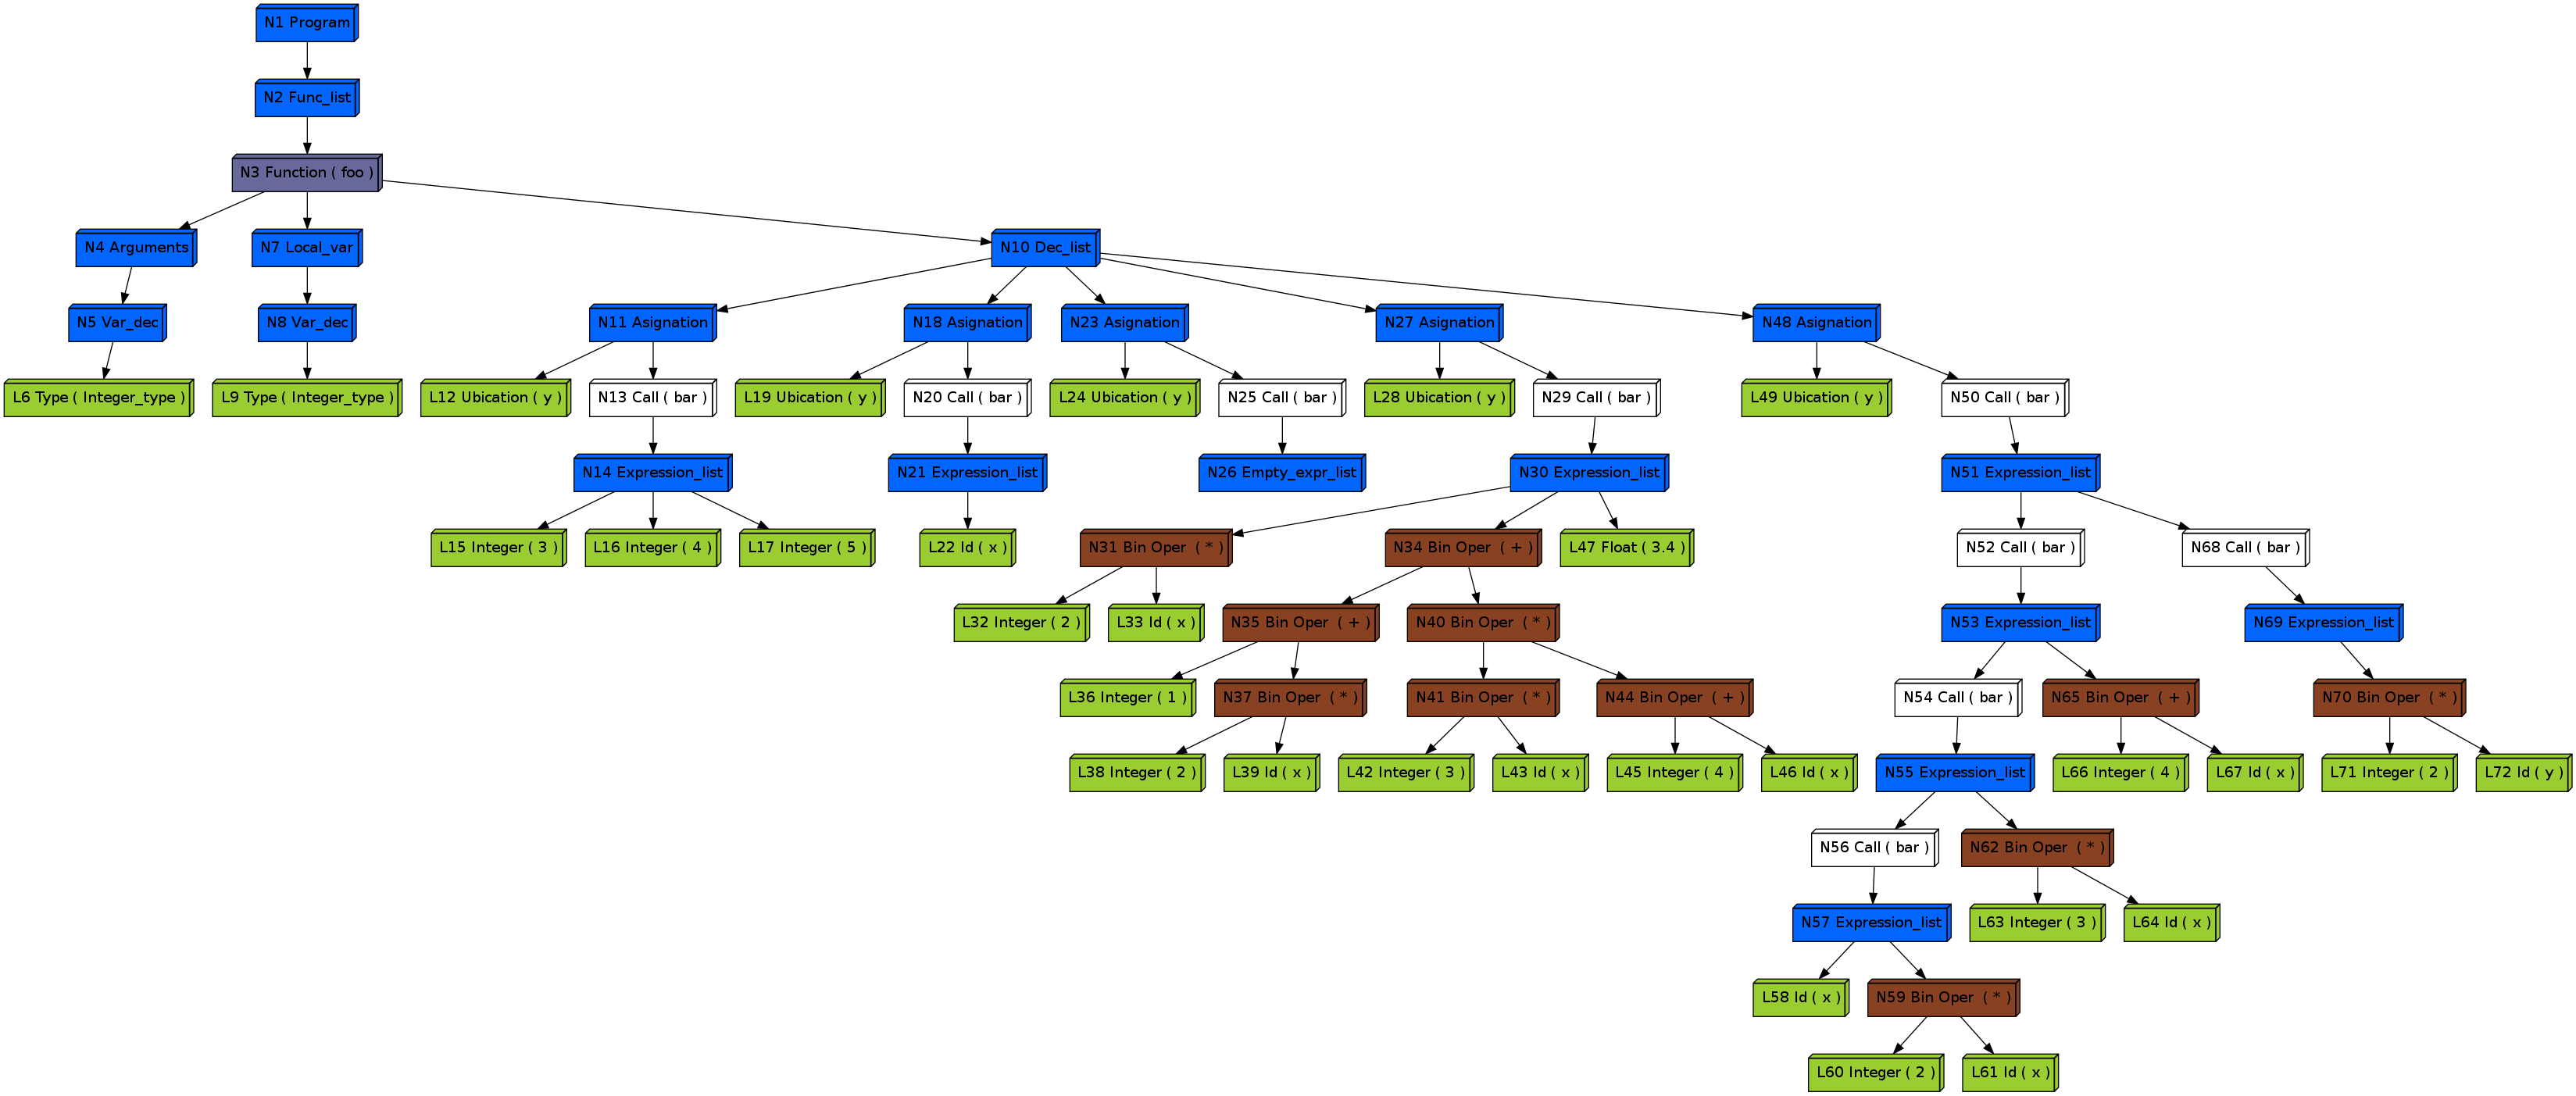 N1 Program
N2 Func_list
N3 Function ( foo )
N4 Arguments
N7 Local_var
N10 Dec_list
N5 Var_dec
N8 Var_dec
N11 Asignation
N18 Asignation
N23 Asignation
N27 Asignation
N48 Asignation
L6 Type ( Integer_type )
L9 Type ( Integer_type )
L12 Ubication ( y )
N13 Call ( bar )
L19 Ubication ( y )
N20 Call ( bar )
L24 Ubication ( y )
N25 Call ( bar )
L28 Ubication ( y )
N29 Call ( bar )
L49 Ubication ( y )
N50 Call ( bar )
N14 Expression_list
N21 Expression_list
N26 Empty_expr_list
N30 Expression_list
N51 Expression_list
L15 Integer ( 3 )
L16 Integer ( 4 )
L17 Integer ( 5 )
L22 Id ( x )
N31 Bin Oper ( * )
N34 Bin Oper ( + )
L47 Float ( 3.4 )
N52 Call ( bar )
N68 Call ( bar )
L32 Integer ( 2 )
L33 Id ( x )
N35 Bin Oper ( + )
N40 Bin Oper ( * )
N53 Expression_list
N69 Expression_list
L36 Integer ( 1 )
N37 Bin Oper ( * )
N41 Bin Oper ( * )
N44 Bin Oper ( + )
N54 Call ( bar )
N65 Bin Oper ( + )
N70 Bin Oper ( * )
L38 Integer ( 2 )
L39 Id ( x )
L42 Integer ( 3 )
L43 Id ( x )
L45 Integer ( 4 )
L46 Id ( x )
N55 Expression_list
L66 Integer ( 4 )
L67 Id ( x )
L71 Integer ( 2 )
L72 Id ( y )
N56 Call ( bar )
N62 Bin Oper ( * )
N57 Expression_list
L63 Integer ( 3 )
L64 Id ( x )
L58 Id ( x )
N59 Bin Oper ( * )
L60 Integer ( 2 )
L61 Id ( x )